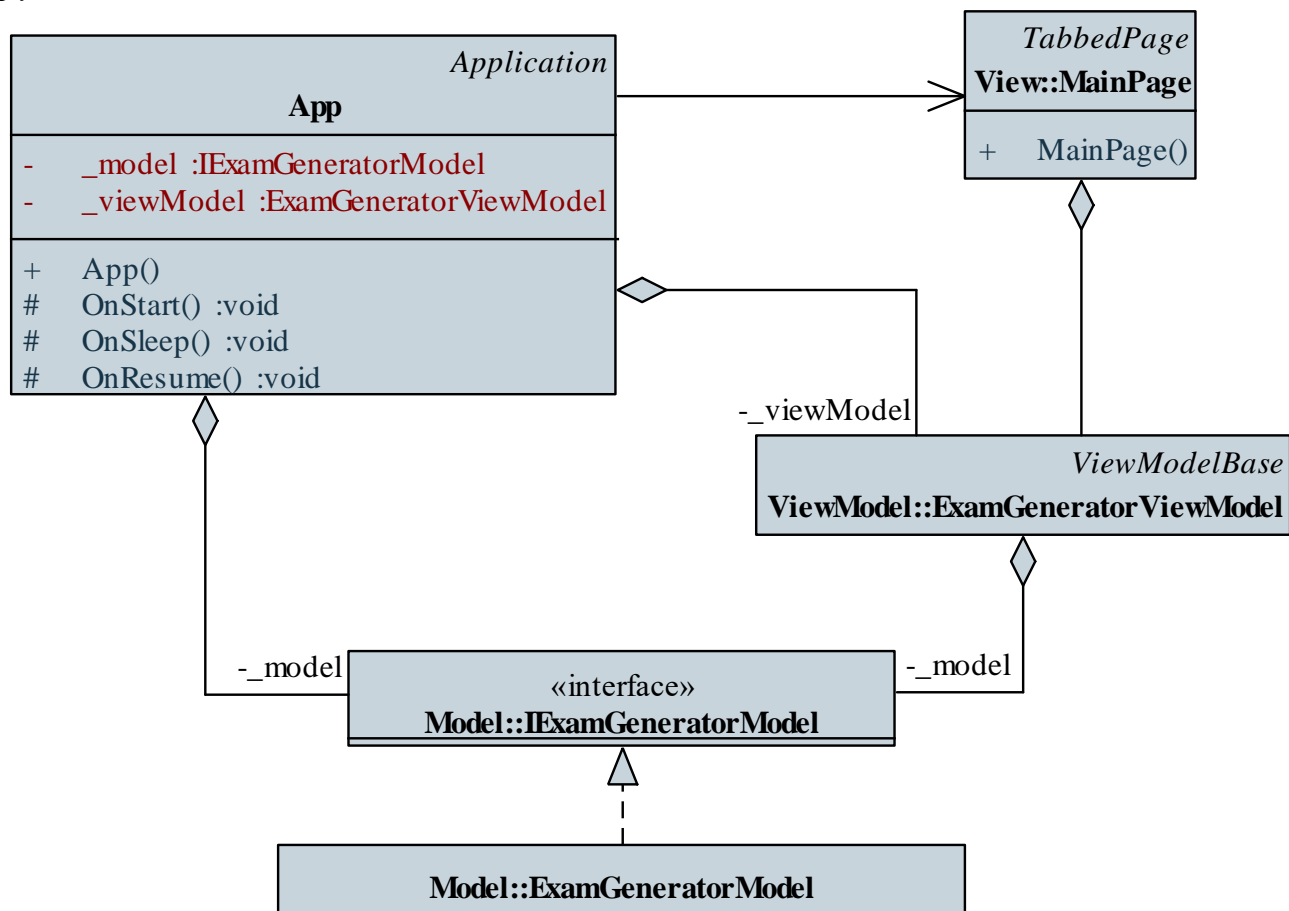 Application
App
- _model :IExamGeneratorModel
- _viewModel :ExamGeneratorViewModel
+ App()
# OnStart() :void
# OnSleep() :void
# OnResume() :void
TabbedPage
View::MainPage
+ MainPage()
-_viewModel
ViewModelBase
ViewModel::ExamGeneratorViewModel
-_model
-_model
«interface»
Model::IExamGeneratorModel
Model::ExamGeneratorModel